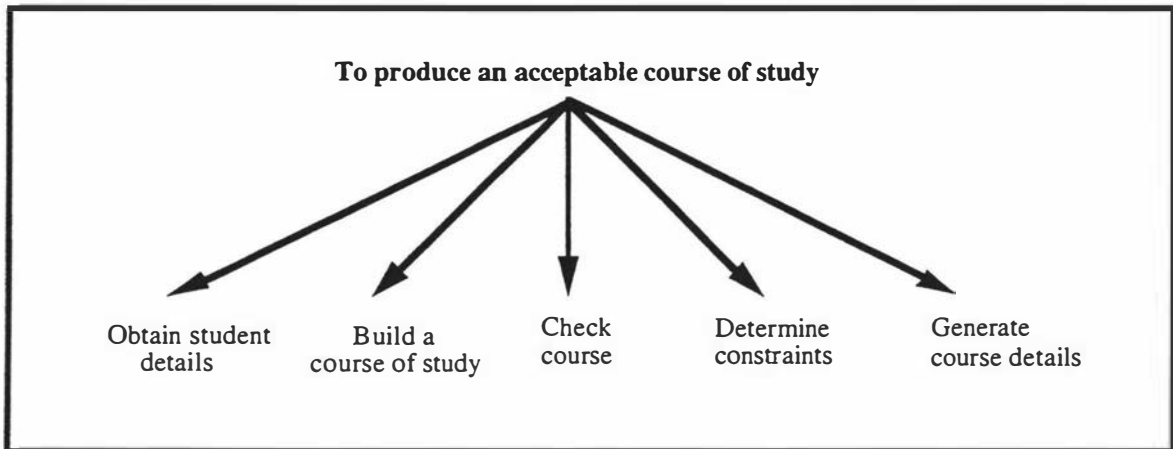 To produce an acceptable course of study
Obtain student
details
Build a
course of study
Check
course
Determine
constraints
Generate
course details